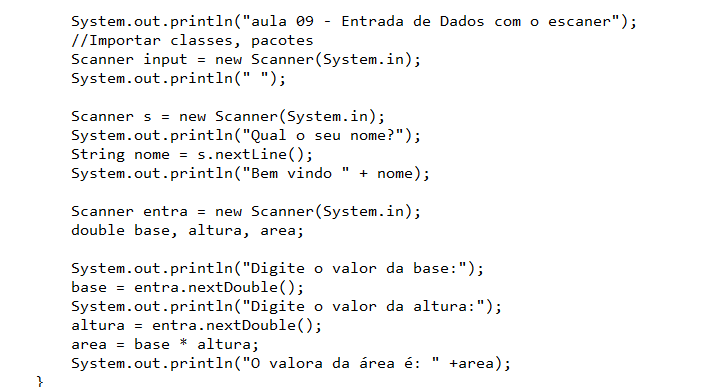 System.out.println("aula 09 - Entrada de Dados com o escaner");
//Importar classes, pacotes
Scanner input = new Scanner(System.in);
System.out.println(" ");
Scanner s = new Scanner(System.in);
System.out.println("Qual o seu nome?");
String nome = s.nextLine();
System.out.println("Bem vindo " + nome);
Scanner entra = new Scanner(System.in);
double base, altura, area;
System.out.println("Digite o valor da base:");
base = entra.nextDouble();
System.out.println("Digite o valor da altura:");
altura = entra.nextDouble();
area = base * altura;
System.out.println("O valora da área é: " +area);
}